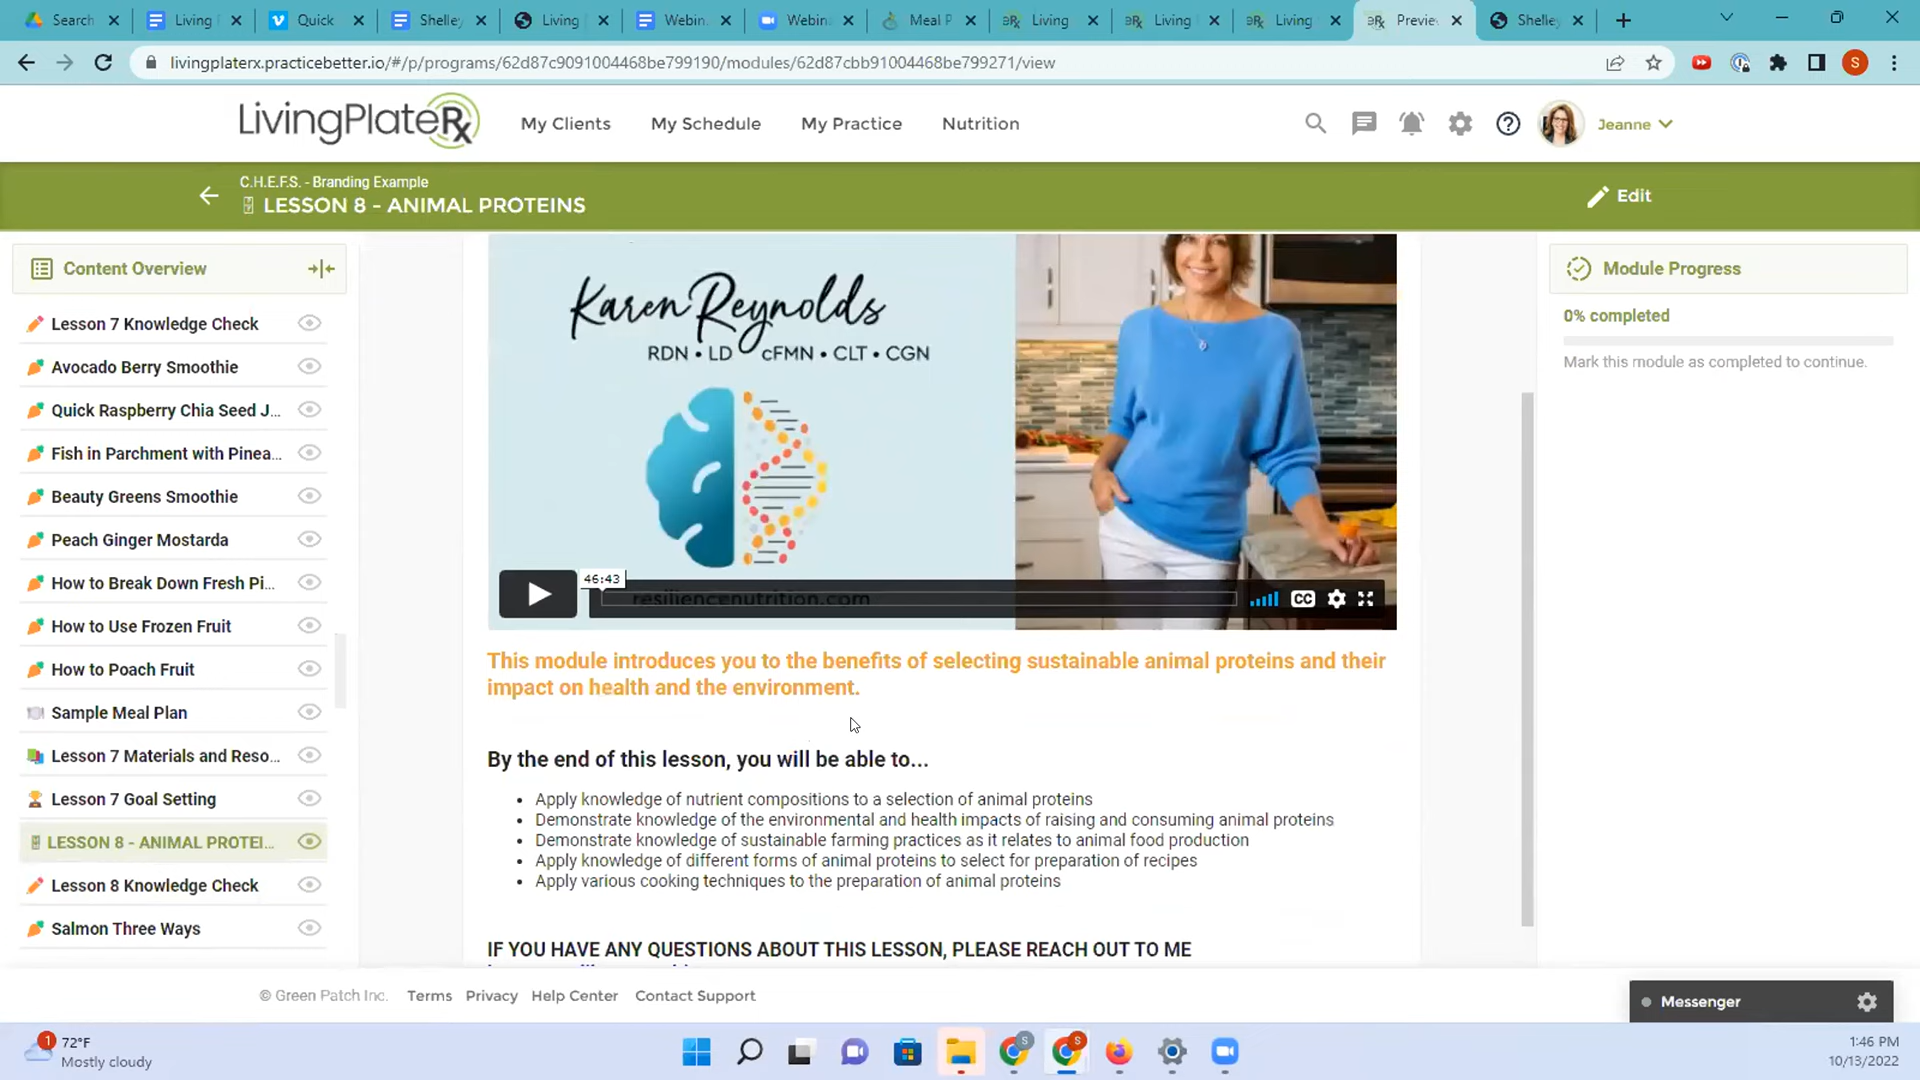 Search
Living
Quick
Shelley
Living
Webin
Webin
Meal P
Living
Living
Living
Previe
Shelley
livingplaterx.practicebetter.io/#/p/programs/62d87c9091004468be799190/modules/62d87cbb91004468be799271/view
S
LivingPlateRx
My Clients
My Schedule
My Practice
Nutrition
Jeanne
C.H.E.F.S. - Branding Example
LESSON 8 - ANIMAL PROTEINS
Edit
Content Overview
Lesson 7 Knowledge Check
Avocado Berry Smoothie
Quick Raspberry Chia Seed J...
Fish in Parchment with Pinea...
Beauty Greens Smoothie
Peach Ginger Mostarda
How to Break Down Fresh Pi...
How to Use Frozen Fruit
How to Poach Fruit
Sample Meal Plan
Lesson 7 Materials and Reso...
Lesson 7 Goal Setting
LESSON 8 - ANIMAL PROTEI...
Lesson 8 Knowledge Check
Salmon Three Ways
Karen Reynolds
RDN • LD cFMN • CLT • CGN
46:43
resiliencenutrition.com
CC
This module introduces you to the benefits of selecting sustainable animal proteins and their
impact on health and the environment.
By the end of this lesson, you will be able to...
• Apply knowledge of nutrient compositions to a selection of animal proteins
• Demonstrate knowledge of the environmental and health impacts of raising and consuming animal proteins
• Demonstrate knowledge of sustainable farming practices as it relates to animal food production
• Apply knowledge of different forms of animal proteins to select for preparation of recipes
• Apply various cooking techniques to the preparation of animal proteins
IF YOU HAVE ANY QUESTIONS ABOUT THIS LESSON, PLEASE REACH OUT TO ME
Module Progress
0% completed
Mark this module as completed to continue.
© Green Patch Inc.
Terms
Privacy
Help Center
Contact Support
Messenger
1
72°F
Mostly cloudy
S
S
1:46 PM
10/13/2022